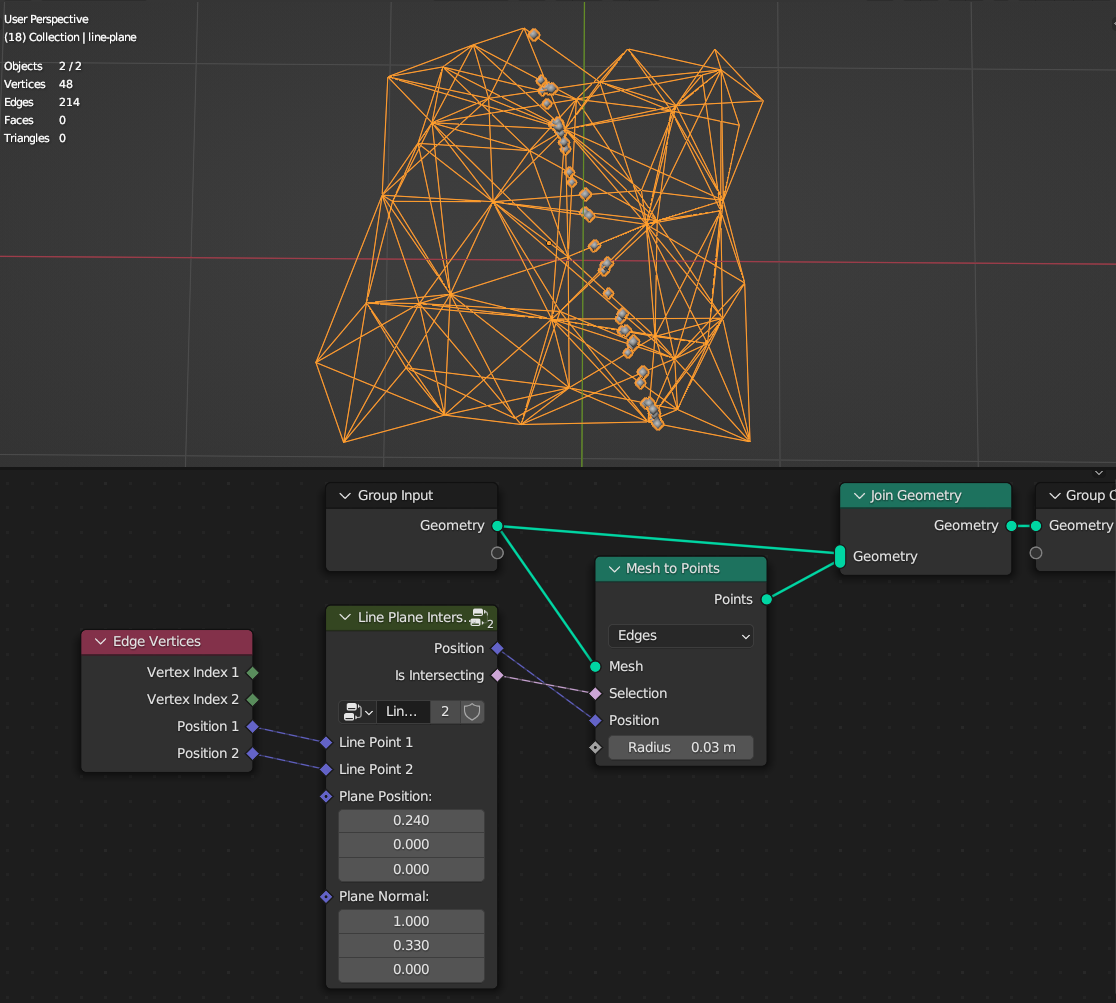 User Perspective
(18) Collection | line-plane
Objects 2 / 2
Vertices 48
Edges 214
Faces 0
Triangles 0
Group Input
Geometry
Join Geometry
Geometry
Geometry
Group
Geometry
Mesh to Points
Points
Edges
Mesh
Selection
Position
Radius 0.03 m
Line Plane Inters... 2
Position
Is Intersecting
Lin... 2
Line Point 1
Line Point 2
Plane Position:
0.240
0.000
0.000
Plane Normal:
1.000
0.330
0.000
Edge Vertices
Vertex Index 1
Vertex Index 2
Position 1
Position 2